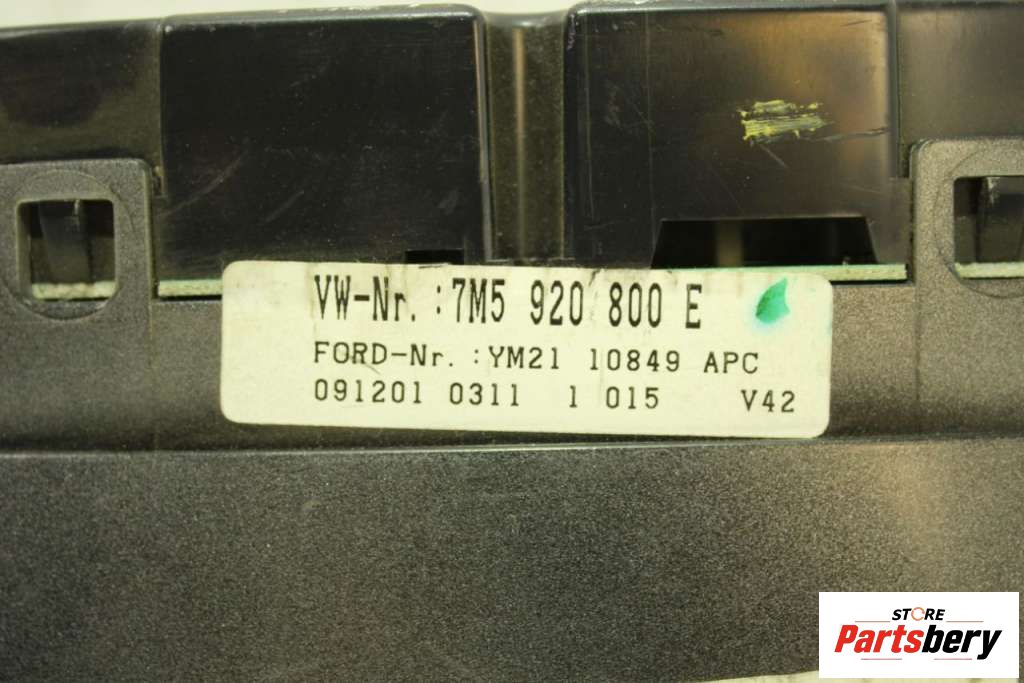 VW-Nr. :7M5 920 800 E
FORD-Nr. :YM21 10849 APC
091201 0311 1 015 V42
STORE
Partsbery